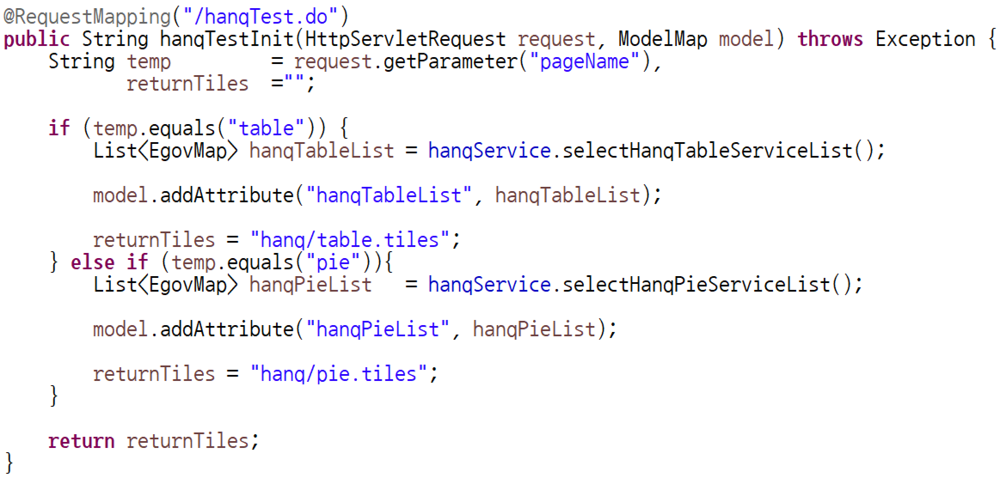 @RequestMapping("/hanqTest.do")
public String hanqTestInit(HttpServletRequest request, ModelMap model) throws Exception {
String temp = request.getParameter("pageName"),
returnTiles ="";
if (temp.equals("table")) {
List<EgovMap> hanqTableList = hanqService.selectHanqTableServiceList();
model.addAttribute("hanqTableList", hanqTableList);
returnTiles = "hanq/table.tiles";
} else if (temp.equals("pie")){
List<EgovMap> hanqPieList = hanqService.selectHanqPieServiceList();
model.addAttribute("hanqPieList", hanqPieList);
returnTiles = "hanq/pie.tiles";
}
return returnTiles;
}